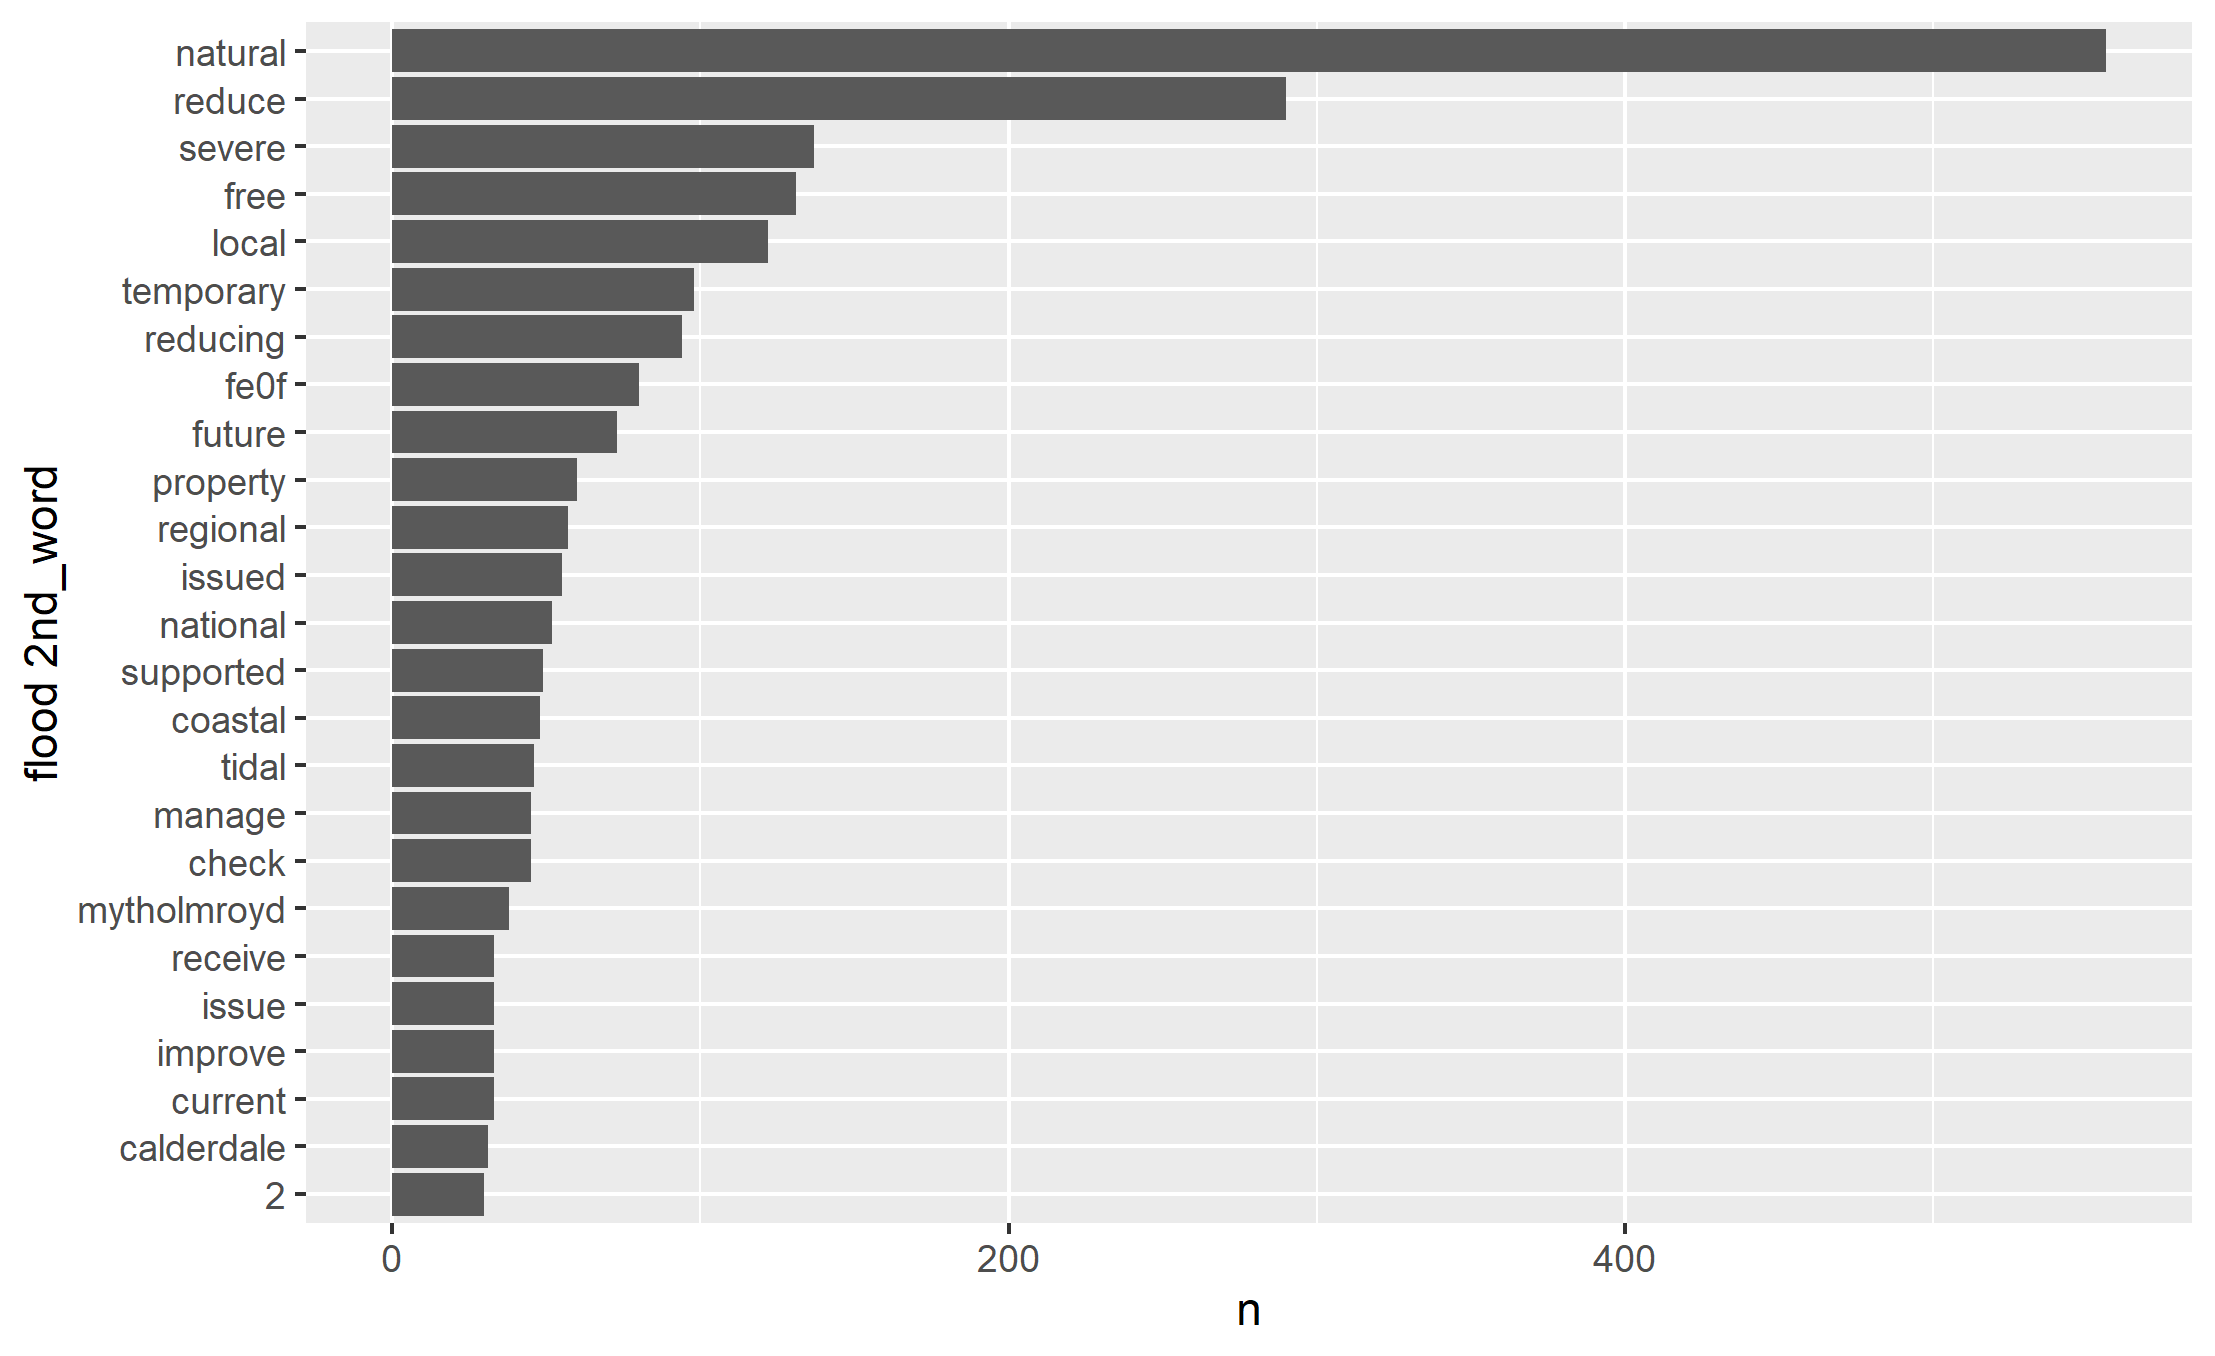 natural
reduce
severe
free
local
temporary
reducing
fe0f
future
property
regional
issued
national
supported
coastal
tidal
manage
check
mytholmroyd
receive
issue
improve
current
calderdale
2
flood 2nd_word
0 200 400
n